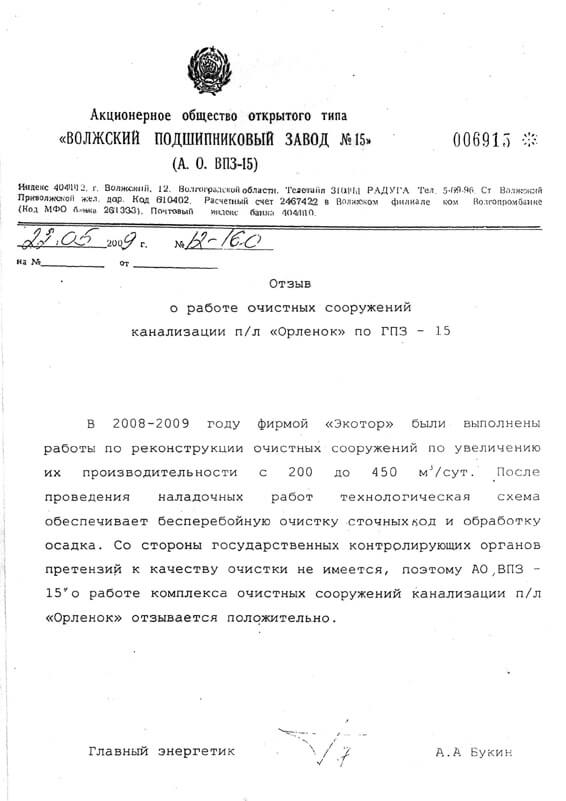 Акционерное общество открытого типа
«ВОЛЖСКИЙ ПОДШИПНИКОВЫЙ ЗАВОД № 15»
(А. О. ВПЗ-15)
006915
Индекс 404112, г. Волжский, 12. Волгоградской области. Телетайп РАДУГА Тел. 5-69-96. Ст Волжский
Приволжской жел. дор. Код 610402. Расчетный счет 2467422 в Волжском филиале ком Волгопромбанке
(Код МФО банка 261333). Почтовый индекс банка 404110.
22.05 2009 г. № 12-160
на № от
Отзыв
о работе очистных сооружений
канализации п/л «Орленок» по ГПЗ - 15
В 2008-2009 году фирмой «Экотор» были выполнены
работы по реконструкции очистных сооружений по увеличению
их производительности с 200 до 450 м³/сут. После
проведения наладочных работ технологическая схема
обеспечивает бесперебойную очистку сточных вод и обработку
осадка. Со стороны государственных контролирующих органов
претензий к качеству очистки не имеется, поэтому АО „ВПЗ -
15" о работе комплекса очистных сооружений канализации п/л
«Орленок» отзывается положительно.
Главный энергетик
А.А Букин